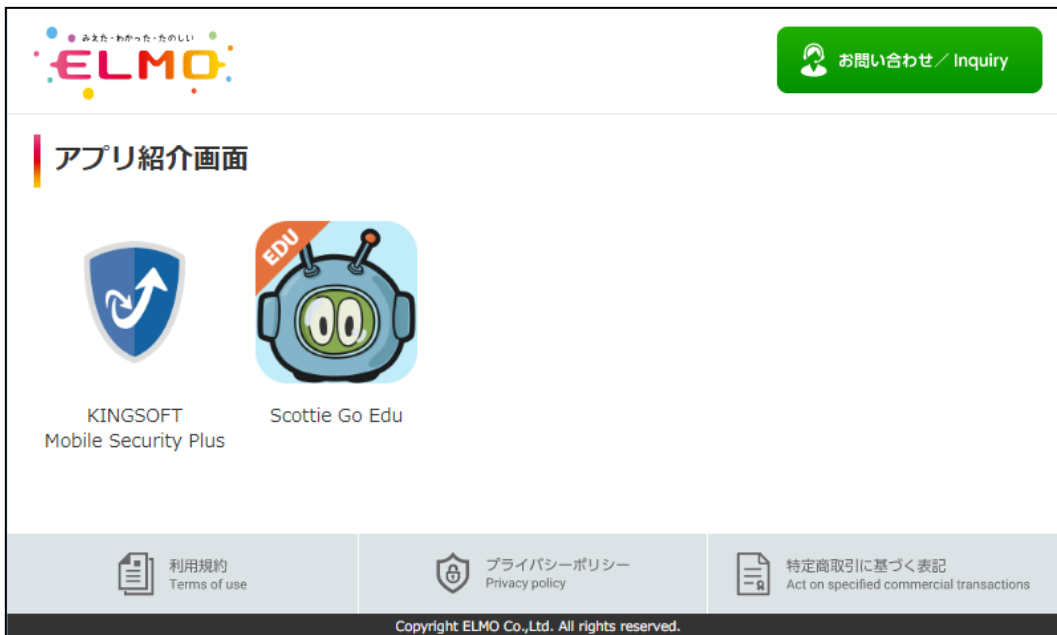 みえた・わかった・たのしい
ELMO
お問い合わせ／ Inquiry
アプリ紹介画面
EDU
KINGSOFT
Mobile Security Plus
Scottie Go Edu
利用規約
Terms of use
プライバシーポリシー
Privacy policy
特定商取引に基づく表記
Act on specified commercial transactions
Copyright ELMO Co.,Ltd. All rights reserved.